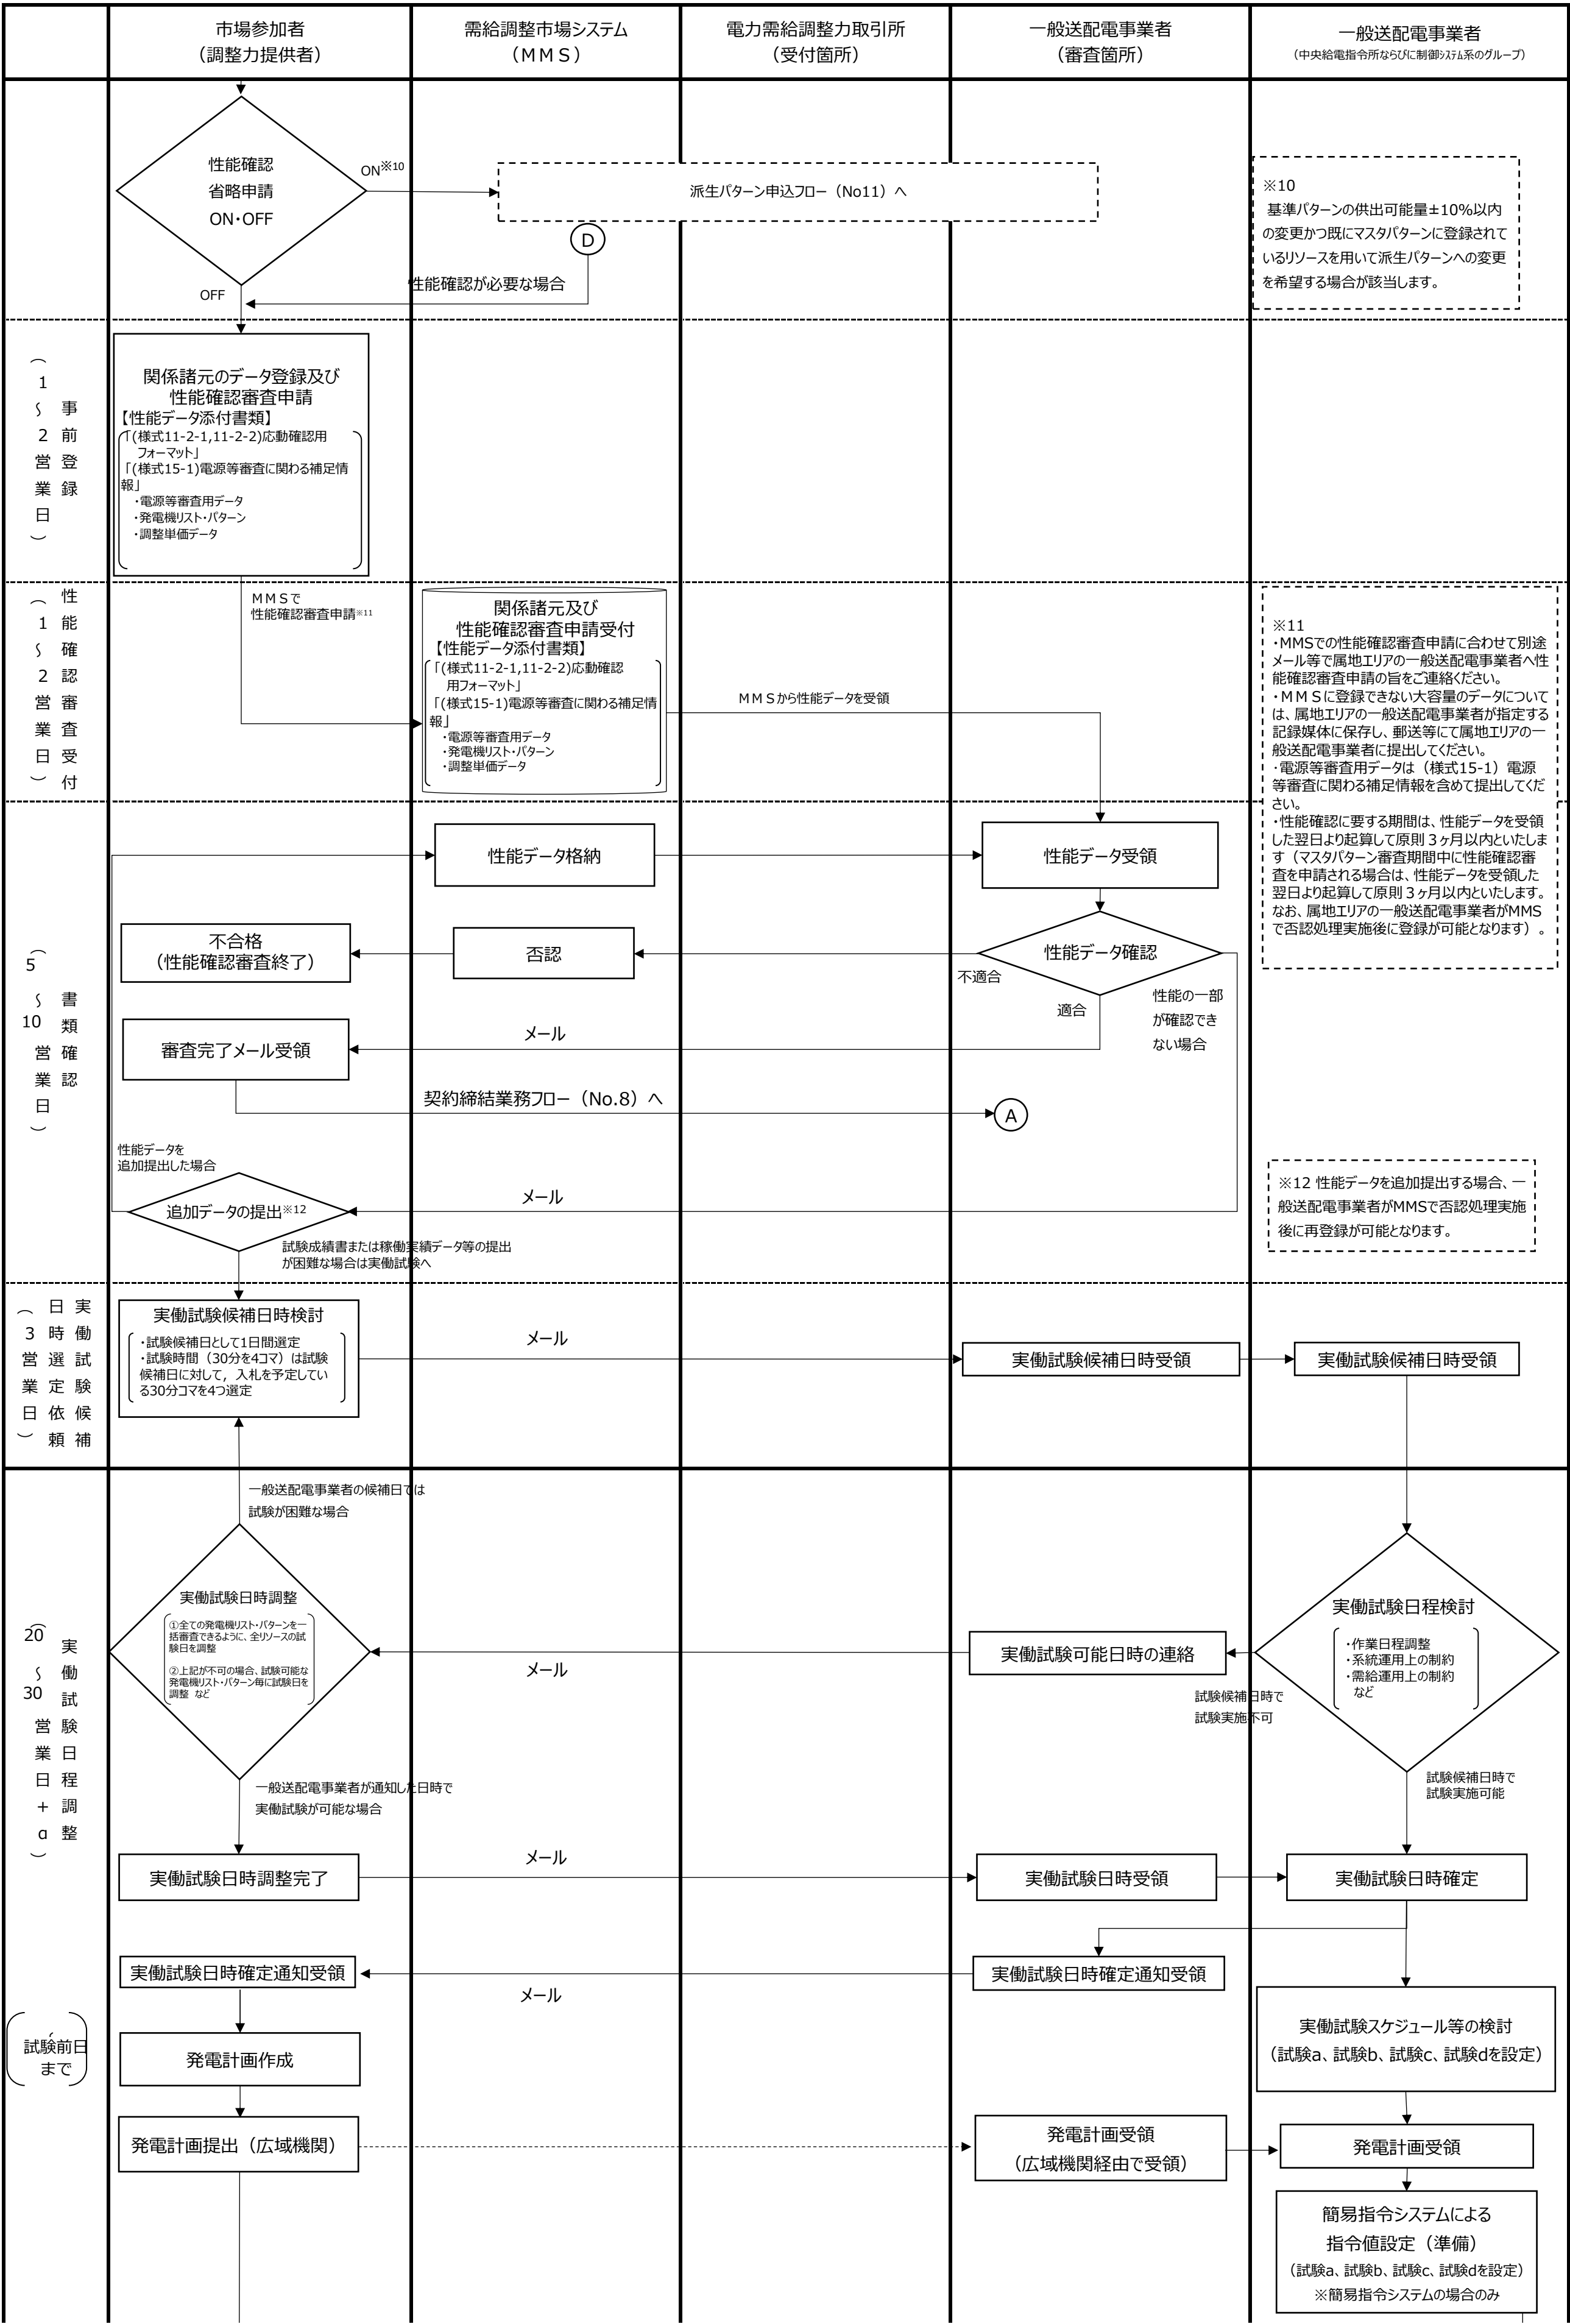 市場参加者
（調整力提供者）
需給調整市場システム
（ＭＭＳ）
電力需給調整力取引所
（受付箇所）
一般送配電事業者
（審査箇所）
一般送配電事業者
（中央給電指令所ならびに制御システム系のグループ）
性能確認
省略申請
ON・OFF
ON※10
派生パターン申込フロー（No11）へ
D
性能確認が必要な場合
OFF
※10
基準パターンの供出可能量±10%以内
の変更かつ既にマスタパターンに登録されて
いるリソースを用いて派生パターンへの変更
を希望する場合が該当します。
事前登録
（1～2営業日）
関係諸元のデータ登録及び
性能確認審査申請
【性能データ添付書類】
「(様式11-2-1,11-2-2)応動確認用
フォーマット」
「(様式15-1)電源等審査に関わる補足情
報」
・電源等審査用データ
・発電機リスト・パターン
・調整単価データ
性能確認審査受付
（1～2営業日）
ＭＭＳで
性能確認審査申請※11
関係諸元及び
性能確認審査申請受付
【性能データ添付書類】
「(様式11-2-1,11-2-2)応動確認
用フォーマット」
「(様式15-1)電源等審査に関わる補足情
報」
・電源等審査用データ
・発電機リスト・パターン
・調整単価データ
ＭＭＳから性能データを受領
※11
・MMSでの性能確認審査申請に合わせて別途
メール等で属地エリアの一般送配電事業者へ性
能確認審査申請の旨をご連絡ください。
・ＭＭＳに登録できない大容量のデータについて
は、属地エリアの一般送配電事業者が指定する
記録媒体に保存し、郵送等にて属地エリアの一
般送配電事業者に提出してください。
・電源等審査用データは（様式15-1）電源
等審査に関わる補足情報を含めて提出してくだ
さい。
・性能確認に要する期間は、性能データを受領
した翌日より起算して原則３ヶ月以内といたしま
す（マスタパターン審査期間中に性能確認審
査を申請される場合は、性能データを受領した
翌日より起算して原則３ヶ月以内といたします。
なお、属地エリアの一般送配電事業者がMMS
で否認処理実施後に登録が可能となります）。
書類確認
（5～10営業日）
性能データ格納
性能データ受領
不合格
（性能確認審査終了）
否認
性能データ確認
不適合
適合
性能の一部
が確認でき
ない場合
審査完了メール受領
メール
契約締結業務フロー（No.8）へ
A
性能データを
追加提出した場合
追加データの提出※12
メール
試験成績書または稼働実績データ等の提出
が困難な場合は実働試験へ
※12 性能データを追加提出する場合、一
般送配電事業者がMMSで否認処理実施
後に再登録が可能となります。
実働試験候補
日時選定依頼
（3営業日）
実働試験候補日時検討
・試験候補日として1日間選定
・試験時間（30分を4コマ）は試験
候補日に対して，入札を予定してい
る30分コマを4つ選定
メール
実働試験候補日時受領
実働試験候補日時受領
実働試験日程調整
（20～30営業日+α）
一般送配電事業者の候補日では
試験が困難な場合
実働試験日時調整
①全ての発電機リスト・パターンを一
括審査できるように、全リソースの試
験日を調整
②上記が不可の場合、試験可能な
発電機リスト・パターン毎に試験日を
調整 など
メール
実働試験可能日時の連絡
実働試験日程検討
・作業日程調整
・系統運用上の制約
・需給運用上の制約
など
試験候補日時で
試験実施不可
試験候補日時で
試験実施可能
一般送配電事業者が通知した日時で
実働試験が可能な場合
実働試験日時調整完了
メール
実働試験日時受領
実働試験日時確定
実働試験日時確定通知受領
メール
実働試験日時確定通知受領
試験前日
まで
発電計画作成
実働試験スケジュール等の検討
（試験a、試験b、試験c、試験dを設定）
発電計画提出（広域機関）
発電計画受領
（広域機関経由で受領）
発電計画受領
簡易指令システムによる
指令値設定（準備）
（試験a、試験b、試験c、試験dを設定）
※簡易指令システムの場合のみ